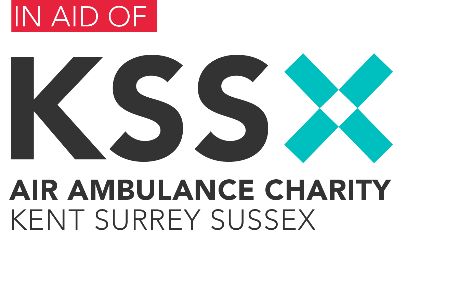 IN AID OF
KSS
AIR AMBULANCE CHARITY
KENT SURREY SUSSEX